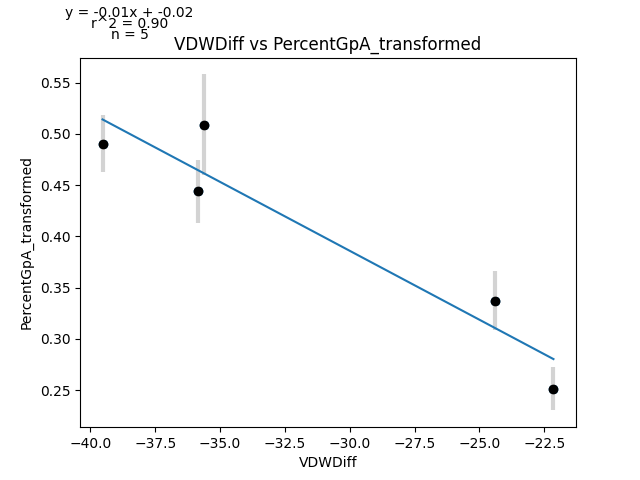 y = -0.01x + -0.02
r^2 = 0.90
n = 5
VDWDiff vs PercentGpA_transformed
0.55
0.50
0.45
0.40
0.35
0.30
0.25
PercentGpA_transformed
−40.0 −37.5 −35.0 −32.5 −30.0 −27.5 −25.0 −22.5
VDWDiff